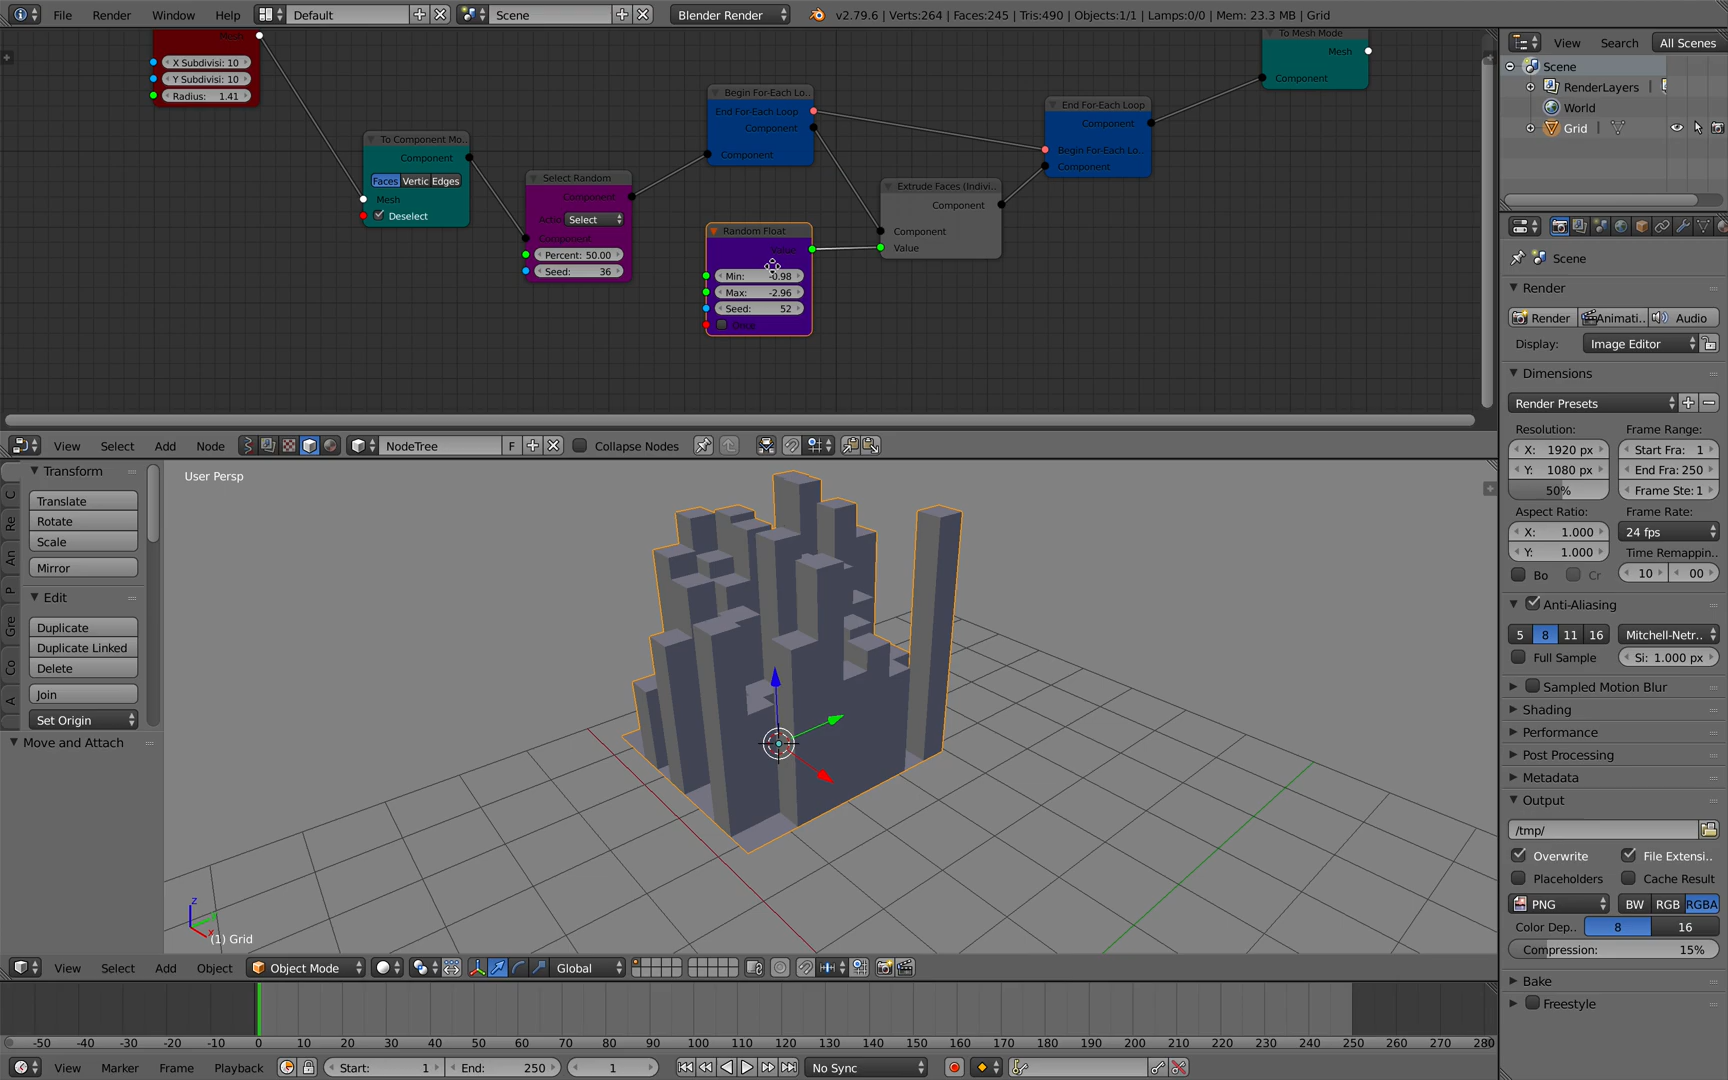 File Render Window Help Default Scene Blender Render v2.79.6 | Verts:264 | Faces:245 | Tris:490 | Objects:1/1 | Lamps:0/0 | Mem: 23.3 MB | Grid
Mesh
X Subdivisi: 10
Y Subdivisi: 10
Radius: 1.41
To Component Mo..
Component
Faces Vertic Edges
Mesh
Deselect
Select Random
Component
Actio Select
Component
Percent: 50.00
Seed: 36
Begin For-Each Lo..
End For-Each Loop
Component
Component
Random Float
Value
Min: -0.98
Max: -2.96
Seed: 52
Once
Extrude Faces (Indivi..
Component
Component
Value
End For-Each Loop
Component
Begin For-Each Lo..
Component
To Mesh Mode
Mesh
Component
View Select Add Node NodeTree F Collapse Nodes
Transform
Translate
Rotate
Scale
Mirror
Edit
Duplicate
Duplicate Linked
Delete
Join
Set Origin
Move and Attach
C
Re
An
P
Gre
Co
A
User Persp
z
(1) Grid
View Select Add Object Object Mode Global
-50 -40 -30 -20 -10 0 10 20 30 40 50 60 70 80 90 100 110 120 130 140 150 160 170 180 190 200 210 220 230 240 250 260 270 280
View Marker Frame Playback Start: 1 End: 250 1 No Sync
View Search All Scenes
Scene
RenderLayers
World
Grid
Scene
Render
Render Animati.. Audio
Display: Image Editor
Dimensions
Render Presets
Resolution: Frame Range:
X: 1920 px Start Fra: 1
Y: 1080 px End Fra: 250
50% Frame Ste: 1
Aspect Ratio: Frame Rate:
X: 1.000 24 fps
Y: 1.000 Time Remappin..
Bo Cr 10 00
Anti-Aliasing
5 8 11 16 Mitchell-Netr..
Full Sample Si: 1.000 px
Sampled Motion Blur
Shading
Performance
Post Processing
Metadata
Output
/tmp/
Overwrite File Extensi..
Placeholders Cache Result
PNG BW RGB RGBA
Color Dep.. 8 16
Compression: 15%
Bake
Freestyle